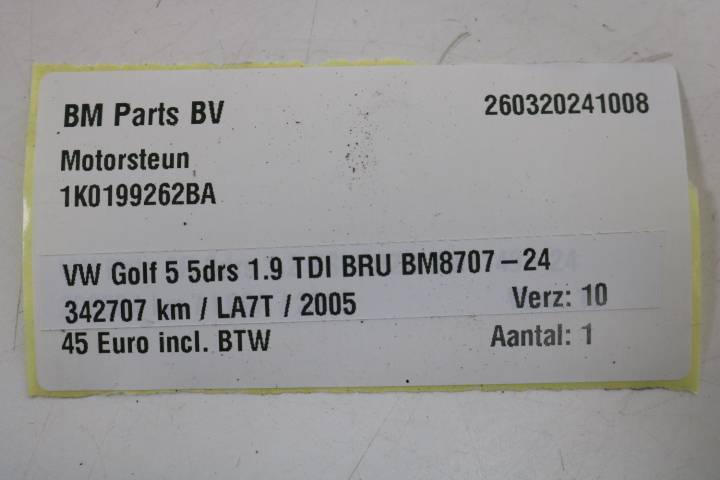 BM Parts BV 260320241008
Motorsteun
1K0199262BA
VW Golf 5 5drs 1.9 TDI BRU BM8707-24
342707 km / LA7T / 2005 Verz: 10
45 Euro incl. BTW Aantal: 1